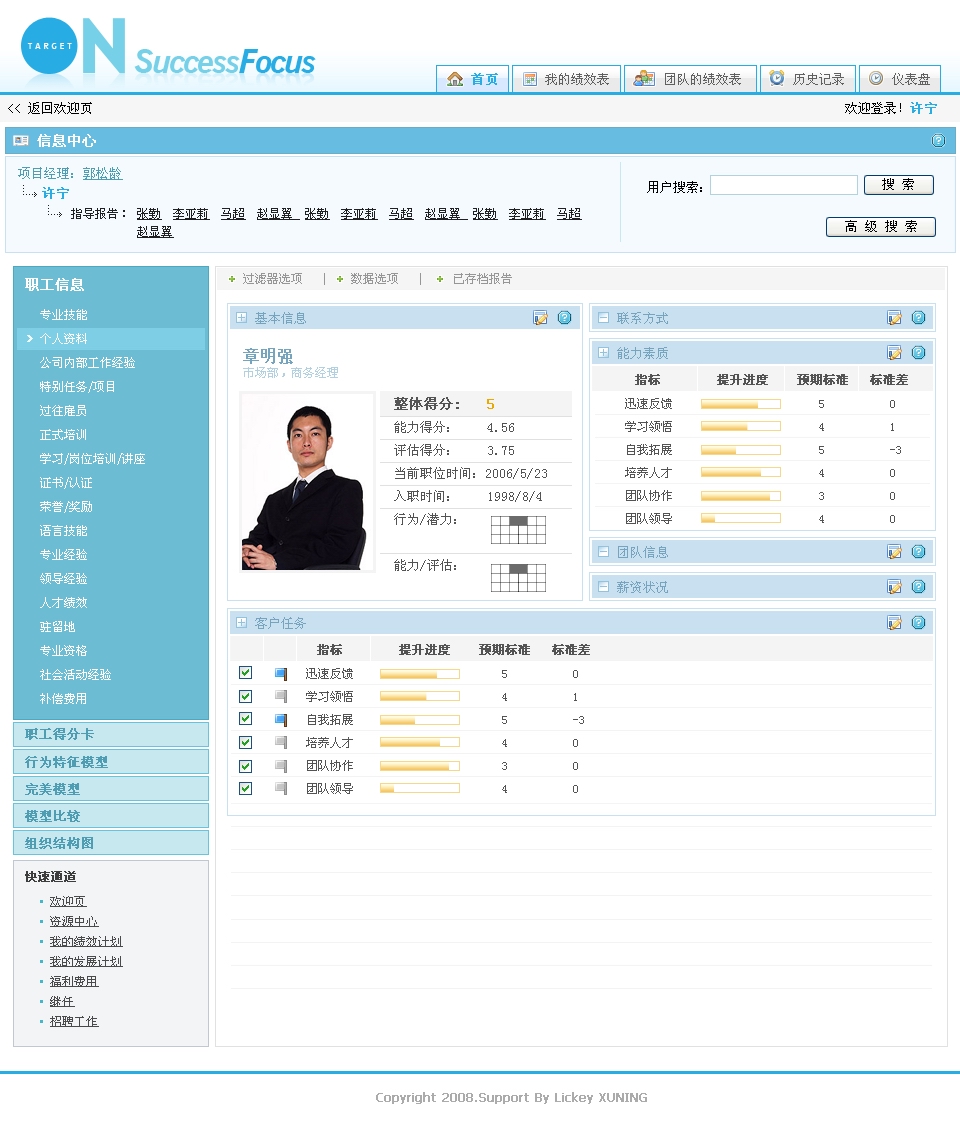 TARGET ON SuccessFocus
首页 我的绩效表 团队的绩效表 历史记录 仪表盘
<< 返回欢迎页 欢迎登录! 许宁
信息中心
项目经理: 郭松龄
许宁
指导报告: 张勤 李亚莉 马超 赵显翼 张勤 李亚莉 马超 赵显翼 张勤 李亚莉 马超
赵显翼
用户搜索: 搜 索
高 级 搜 索
职工信息
专业技能
个人资料
公司内部工作经验
特别任务/项目
过往雇员
正式培训
学习/岗位培训/讲座
证书/认证
荣誉/奖励
语言技能
专业经验
领导经验
人才绩效
驻留地
专业资格
社会活动经验
补偿费用
职工得分卡
行为特征模型
完美模型
模型比较
组织结构图
快速通道
欢迎页
资源中心
我的绩效计划
我的发展计划
福利费用
继任
招聘工作
过滤器选项 | 数据选项 | 已存档报告
基本信息
章明强
市场部，商务经理
整体得分: 5
能力得分: 4.56
评估得分: 3.75
当前职位时间: 2006/5/23
入职时间: 1998/8/4
行为/潜力:
能力/评估:
联系方式
能力素质
指标 提升进度 预期标准 标准差
迅速反馈 5 0
学习领悟 4 1
自我拓展 5 -3
培养人才 4 0
团队协作 3 0
团队领导 4 0
团队信息
薪资状况
客户任务
指标 提升进度 预期标准 标准差
迅速反馈 5 0
学习领悟 4 1
自我拓展 5 -3
培养人才 4 0
团队协作 3 0
团队领导 4 0
Copyright 2008.Support By Lickey XUNING